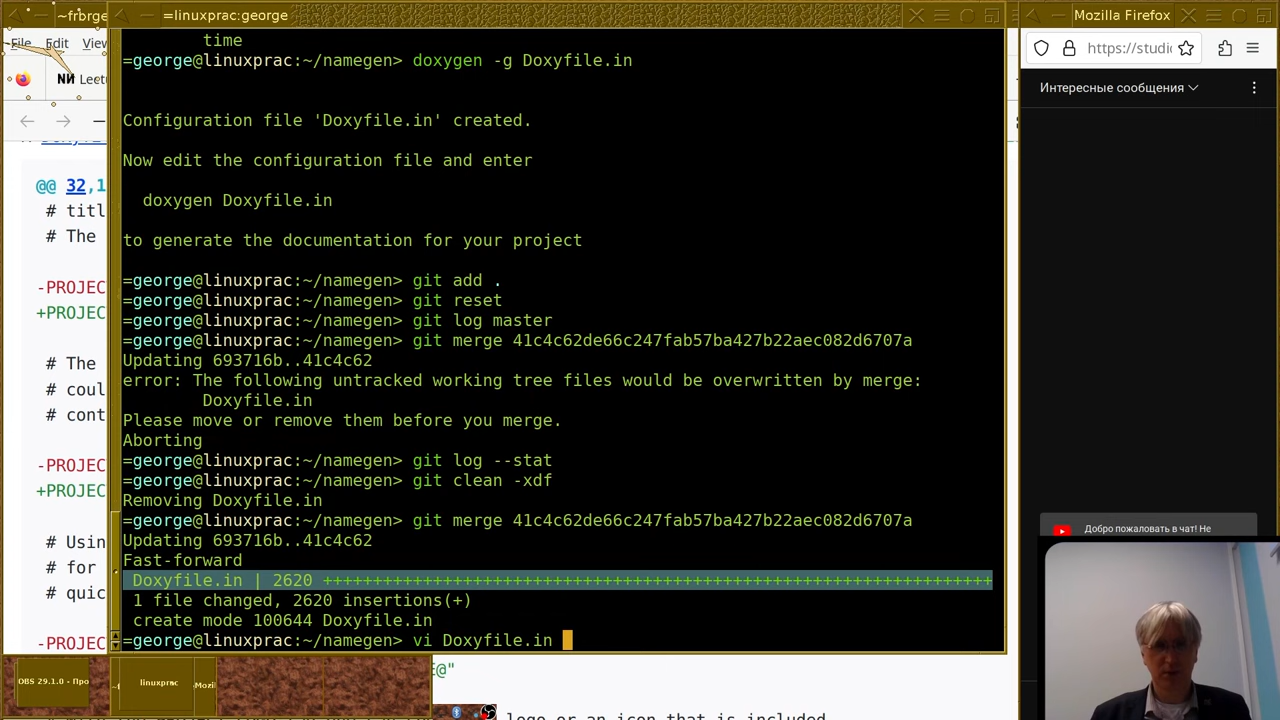 ~frbrge
=linuxprac:george
Mozilla Firefox
File Edit View
https://studi
Lectu
Интересные сообщения
time
=george@linuxprac:~/namegen> doxygen -g Doxyfile.in
Configuration file 'Doxyfile.in' created.
Now edit the configuration file and enter
doxygen Doxyfile.in
to generate the documentation for your project
=george@linuxprac:~/namegen> git add .
=george@linuxprac:~/namegen> git reset
=george@linuxprac:~/namegen> git log master
=george@linuxprac:~/namegen> git merge 41c4c62de66c247fab57ba427b22aec082d6707a
Updating 693716b..41c4c62
error: The following untracked working tree files would be overwritten by merge:
Doxyfile.in
Please move or remove them before you merge.
Aborting
=george@linuxprac:~/namegen> git log --stat
=george@linuxprac:~/namegen> git clean -xdf
Removing Doxyfile.in
=george@linuxprac:~/namegen> git merge 41c4c62de66c247fab57ba427b22aec082d6707a
Updating 693716b..41c4c62
Fast-forward
Doxyfile.in | 2620 +++++++++++++++++++++++++++++++++++++++++++++++++++++++++++++++++++
1 file changed, 2620 insertions(+)
create mode 100644 Doxyfile.in
=george@linuxprac:~/namegen> vi Doxyfile.in
@@ 32,1
# titl
# The
-PROJEC
+PROJEC
# The
# coul
# cont
-PROJEC
+PROJEC
# Usin
# for
# quic
-PROJEC
@"
logo or an icon that is included
Добро пожаловать в чат! Не
OBS 29.1.0 - Про
linuxprac
Mozil